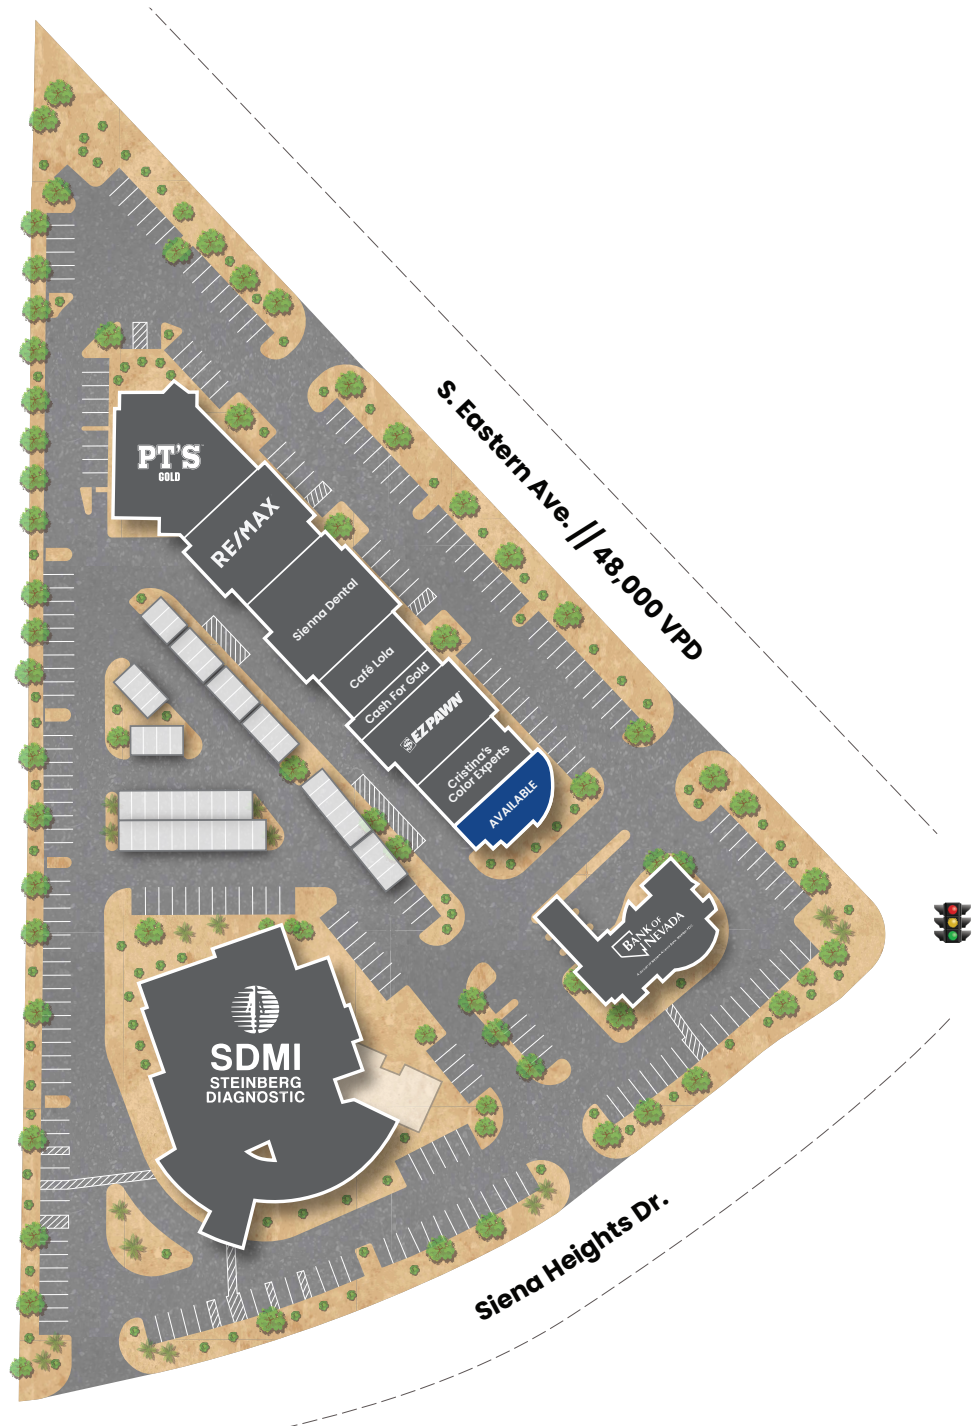 S. Eastern Ave. // 48,000 VPD
PT'S
GOLD
RE/MAX
Sienna Dental
Café Lola
Cash For Gold
$EZPAWN
Cristina's
Color Experts
AVAILABLE
BANK OF
NEVADA
SDMI
STEINBERG
DIAGNOSTIC
Siena Heights Dr.